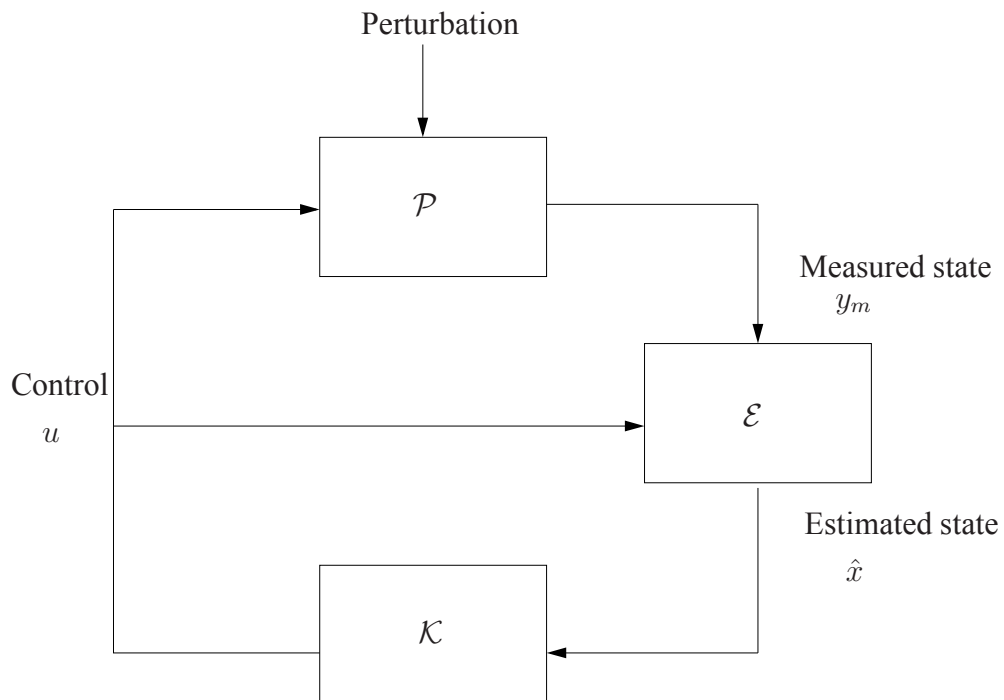 Perturbation
𝒫
Measured state
y_m
Control
u
ℰ
Estimated state
x̂
𝒦